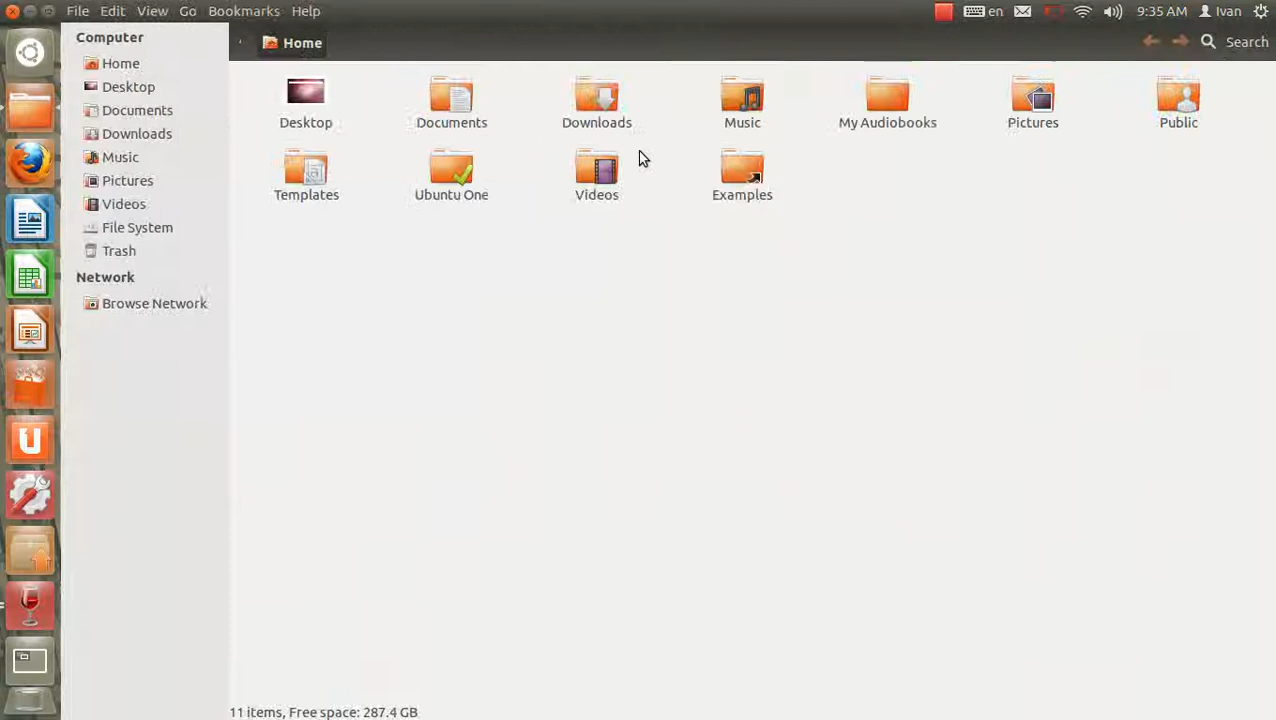 File Edit View Go Bookmarks Help en 9:35 AM Ivan
Computer
Home
Desktop
Documents
Downloads
Music
Pictures
Videos
File System
Trash
Network
Browse Network
Home Search
Desktop Documents Downloads Music My Audiobooks Pictures Public
Templates Ubuntu One Videos Examples
11 items, Free space: 287.4 GB